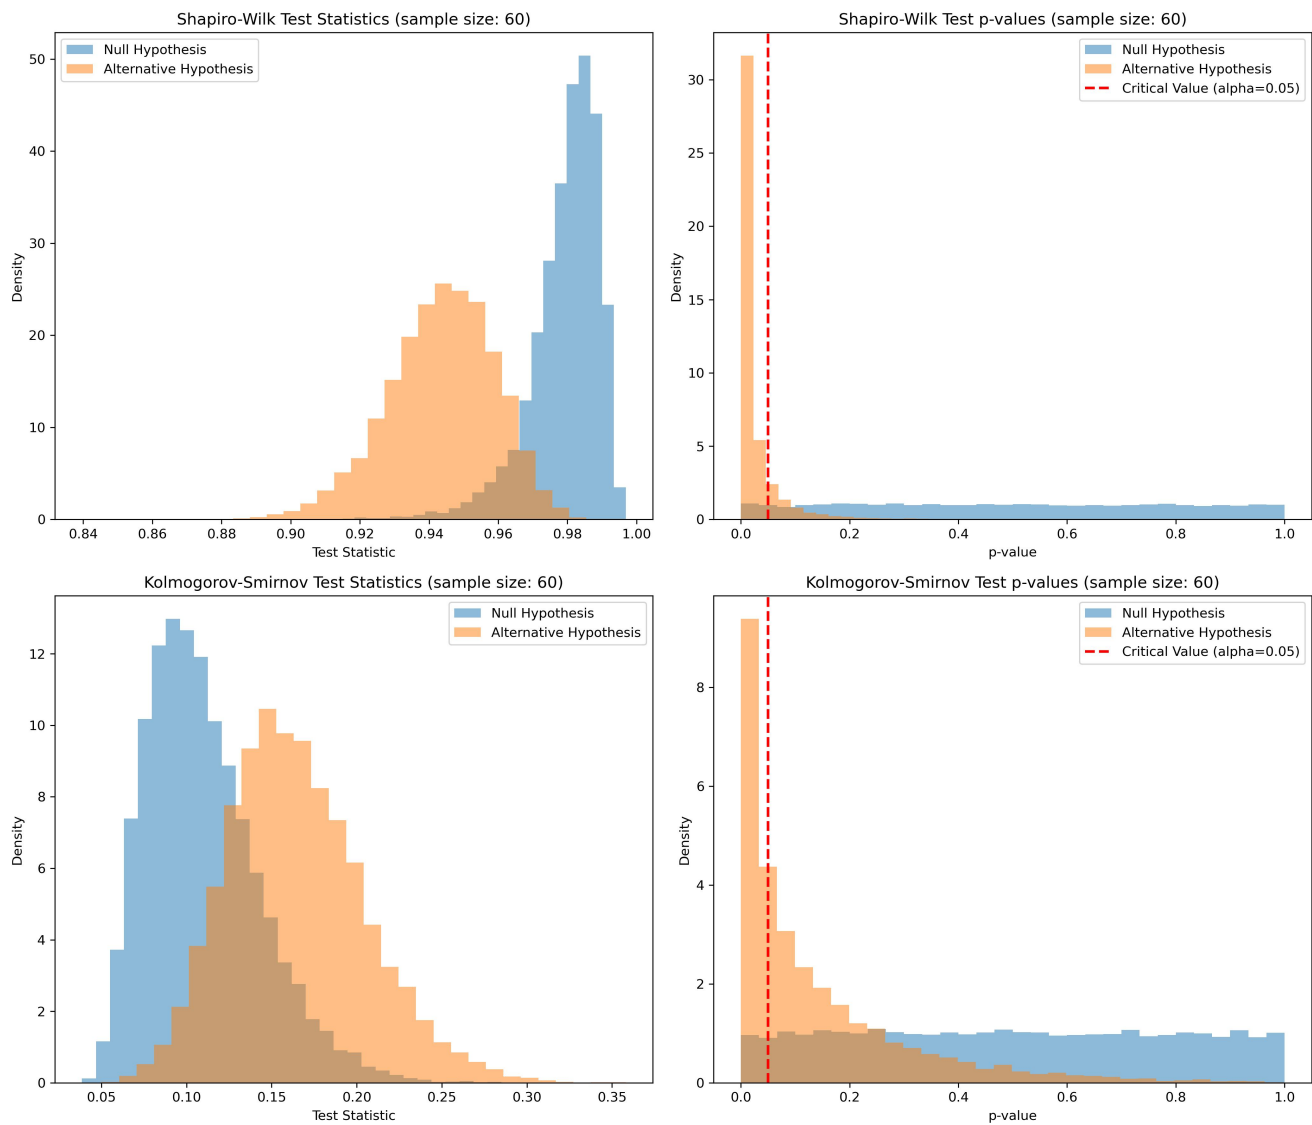 Shapiro-Wilk Test Statistics (sample size: 60)
Null Hypothesis
Alternative Hypothesis
50
40
30
20
10
0
Density
0.84 0.86 0.88 0.90 0.92 0.94 0.96 0.98 1.00
Test Statistic
Shapiro-Wilk Test p-values (sample size: 60)
Null Hypothesis
Alternative Hypothesis
Critical Value (alpha=0.05)
30
25
20
15
10
5
0
Density
0.0 0.2 0.4 0.6 0.8 1.0
p-value
Kolmogorov-Smirnov Test Statistics (sample size: 60)
Null Hypothesis
Alternative Hypothesis
12
10
8
6
4
2
0
Density
0.05 0.10 0.15 0.20 0.25 0.30 0.35
Test Statistic
Kolmogorov-Smirnov Test p-values (sample size: 60)
Null Hypothesis
Alternative Hypothesis
Critical Value (alpha=0.05)
8
6
4
2
0
Density
0.0 0.2 0.4 0.6 0.8 1.0
p-value